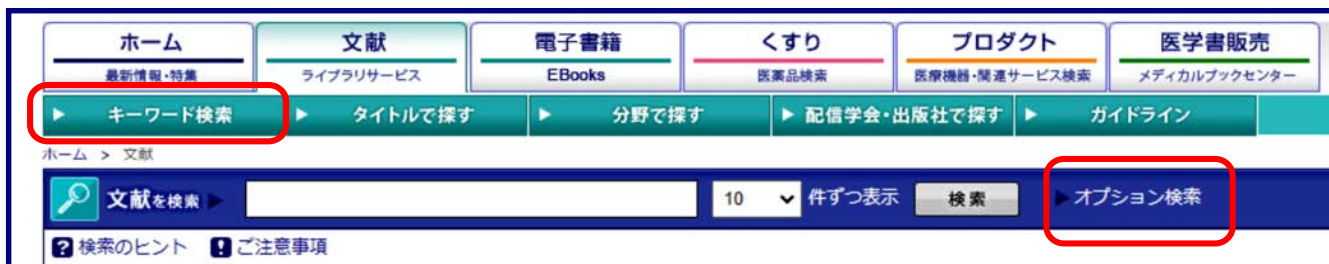 ホーム 文献 電子書籍 くすり プロダクト 医学書販売
最新情報・特集 ライブラリサービス EBooks 医薬品検索 医療機器・関連サービス検索 メディカルブックセンター
キーワード検索 タイトルで探す 分野で探す 配信学会・出版社で探す ガイドライン
ホーム > 文献
文献を検索 10 件ずつ表示 検索 オプション検索
? 検索のヒント ! ご注意事項